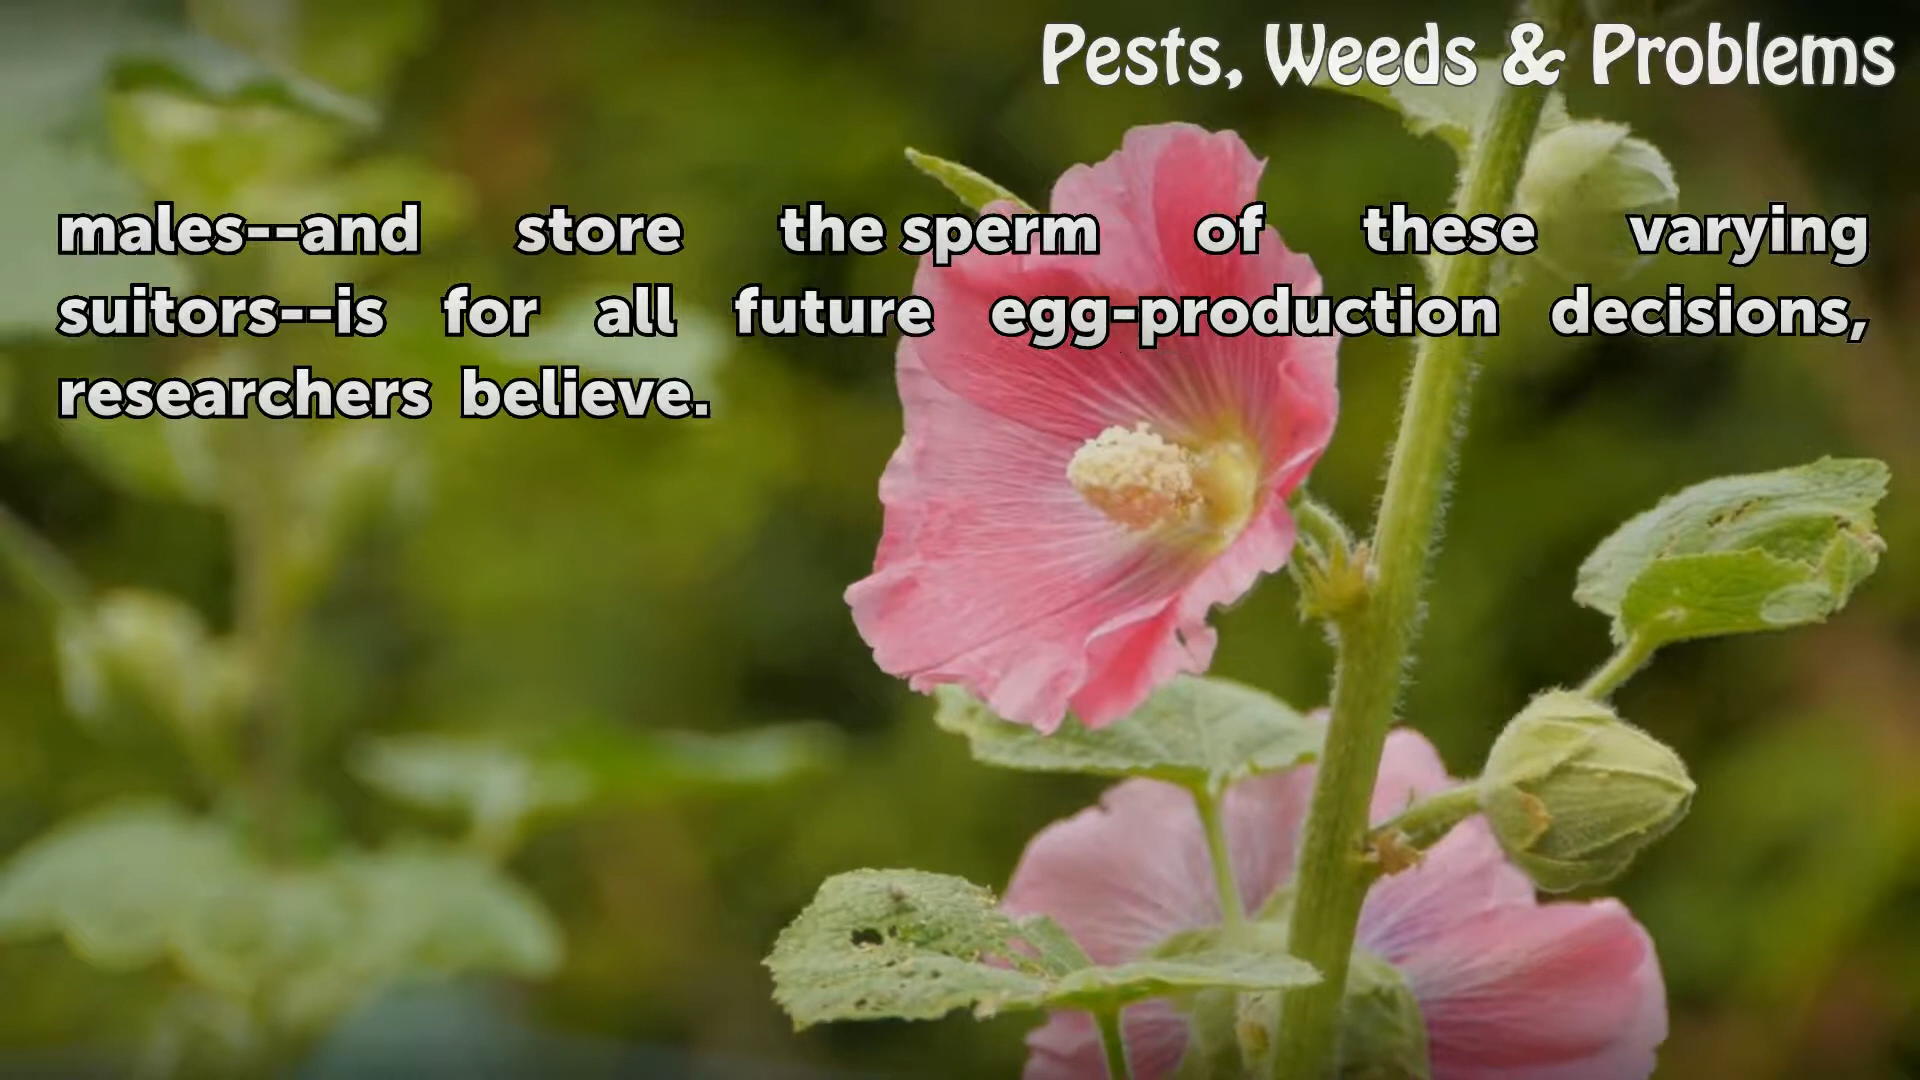 Pests, Weeds & Problems
males--and store the sperm of these varying
suitors--is for all future egg-production decisions,
researchers believe.